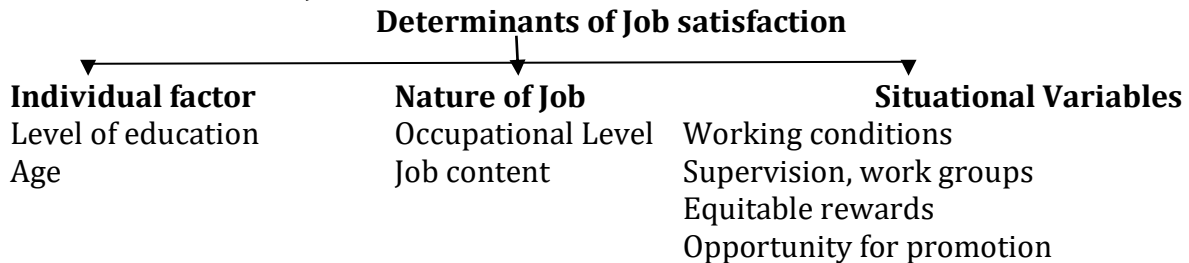 Determinants of Job satisfaction
Individual factor Nature of Job Situational Variables
Level of education Occupational Level Working conditions
Age Job content Supervision, work groups
Equitable rewards
Opportunity for promotion